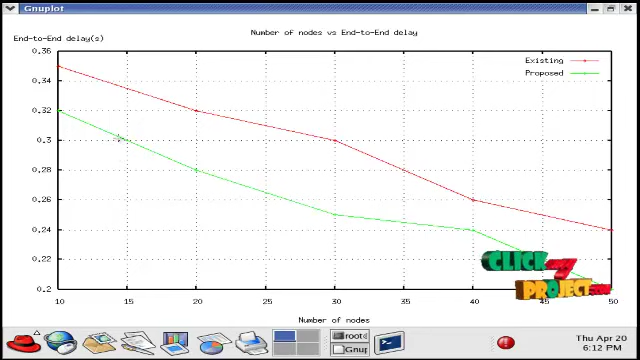 Gnuplot
Number of nodes vs End-to-End delay
End-to-End delay(s)
0.36
Existing
Proposed
0.34
0.32
0.3
0.28
0.26
0.24
0.22
0.2
10 15 20 25 30 35 40 45 50
Number of nodes
CLICK
PROJECT
root@
Gnup
Thu Apr 20
6:12 PM